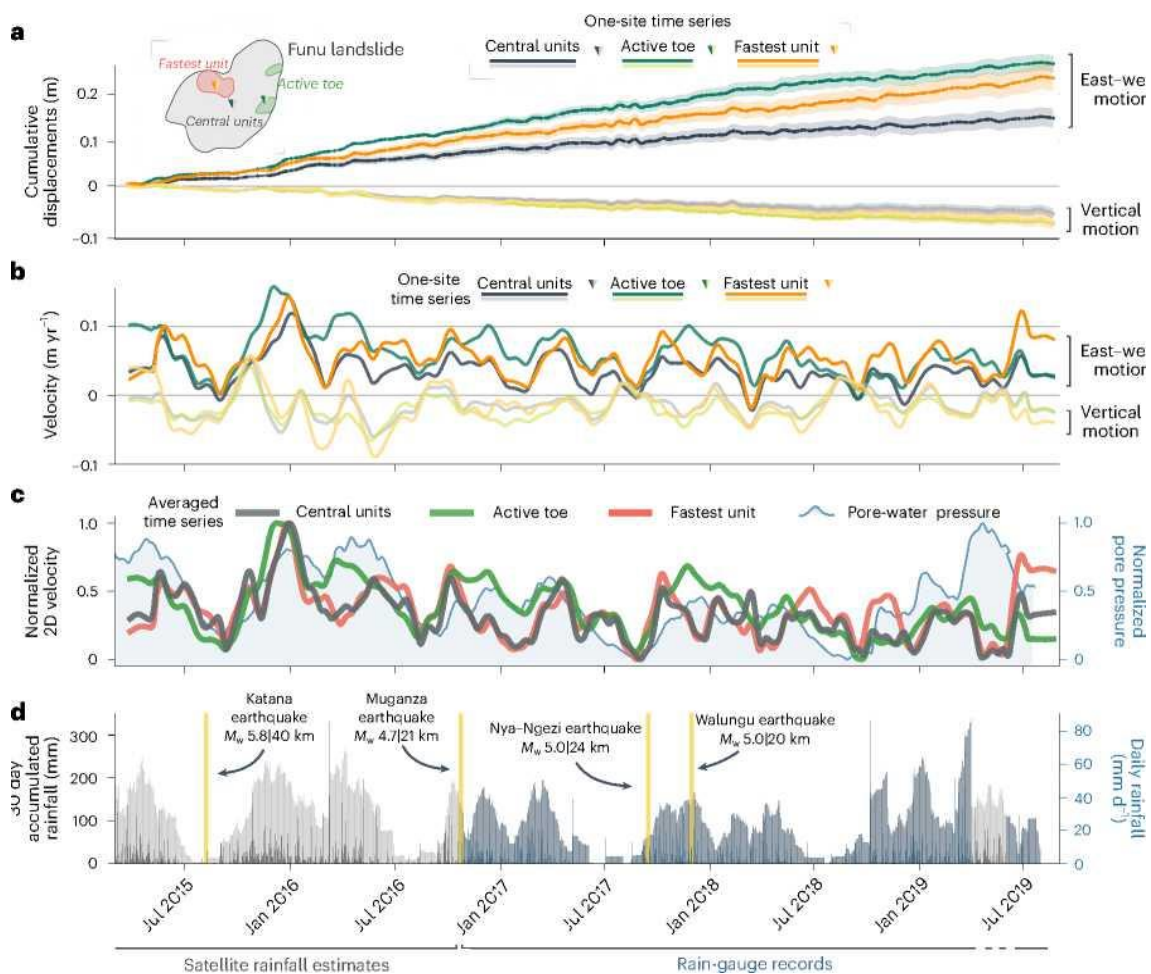 a
One-site time series
Funu landslide
Central units
Active toe
Fastest unit
Fastest unit
Active toe
Central units
Cumulative
displacements (m)
0.2
0.1
0
–0.1
East–we
motior
Vertical
motion
b
One-site
time series
Central units
Active toe
Fastest unit
Velocity (m yr⁻¹)
0.1
0
–0.1
East–we
motior
Vertical
motion
c
Averaged
time series
Central units
Active toe
Fastest unit
Pore-water pressure
Normalized
2D velocity
1.0
0.5
0
1.0
0.5
0
Normalized
pore pressure
d
Katana
earthquake
Mw 5.8|40 km
Muganza
earthquake
Mw 4.7|21 km
Nya–Ngezi earthquake
Mw 5.0|24 km
Walungu earthquake
Mw 5.0|20 km
30 day
accumulated
rainfall (mm)
300
200
100
0
80
60
40
20
0
Daily rainfall
(mm d⁻¹)
Jul 2015
Jan 2016
Jul 2016
Jan 2017
Jul 2017
Jan 2018
Jul 2018
Jan 2019
Jul 2019
Satellite rainfall estimates
Rain-gauge records